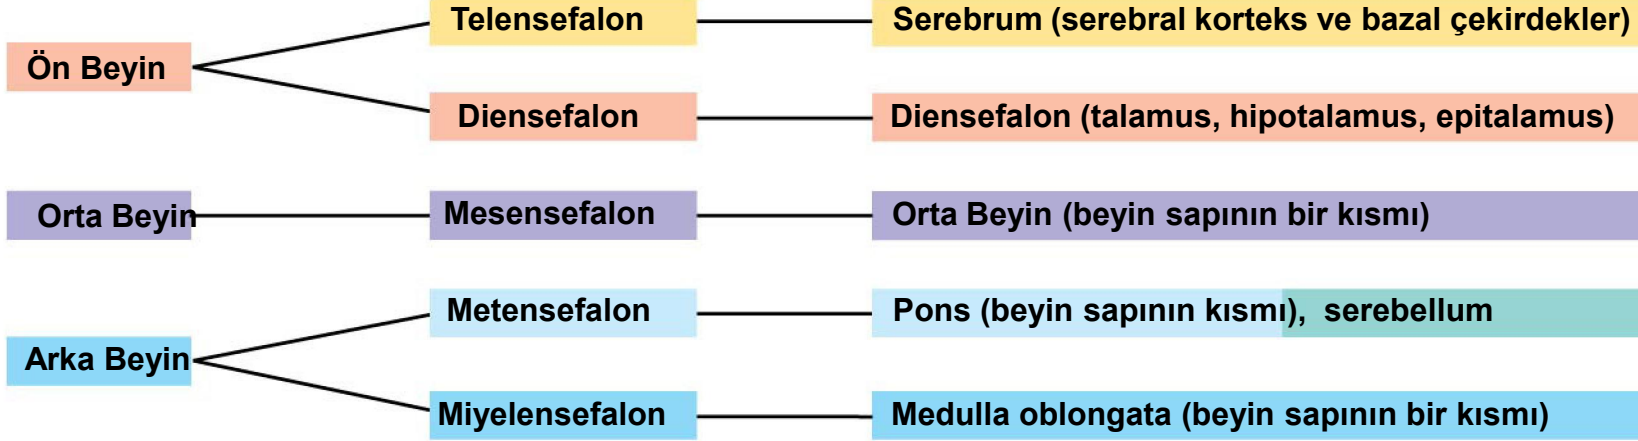 Telensefalon
Serebrum (serebral korteks ve bazal çekirdekler)
Ön Beyin
Diensefalon
Diensefalon (talamus, hipotalamus, epitalamus)
Orta Beyin
Mesensefalon
Orta Beyin (beyin sapının bir kısmı)
Metensefalon
Pons (beyin sapının kısmı), serebellum
Arka Beyin
Miyelensefalon
Medulla oblongata (beyin sapının bir kısmı)